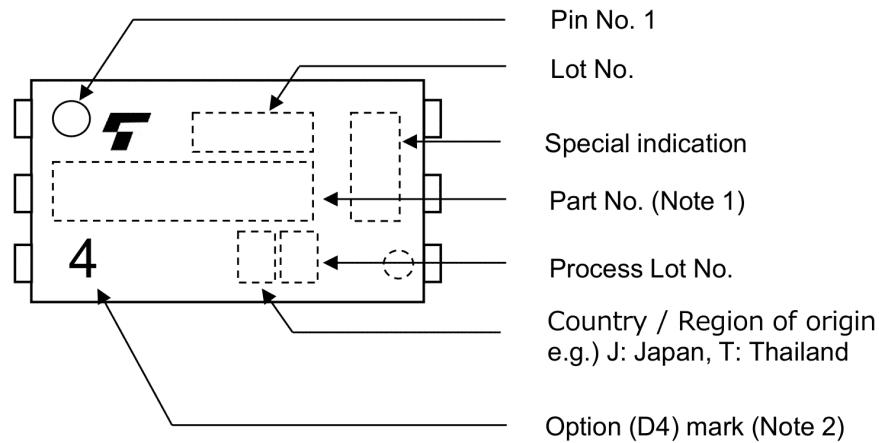 Pin No. 1
Lot No.
Special indication
Part No. (Note 1)
4
Process Lot No.
Country / Region of origin
e.g.) J: Japan, T: Thailand
Option (D4) mark (Note 2)